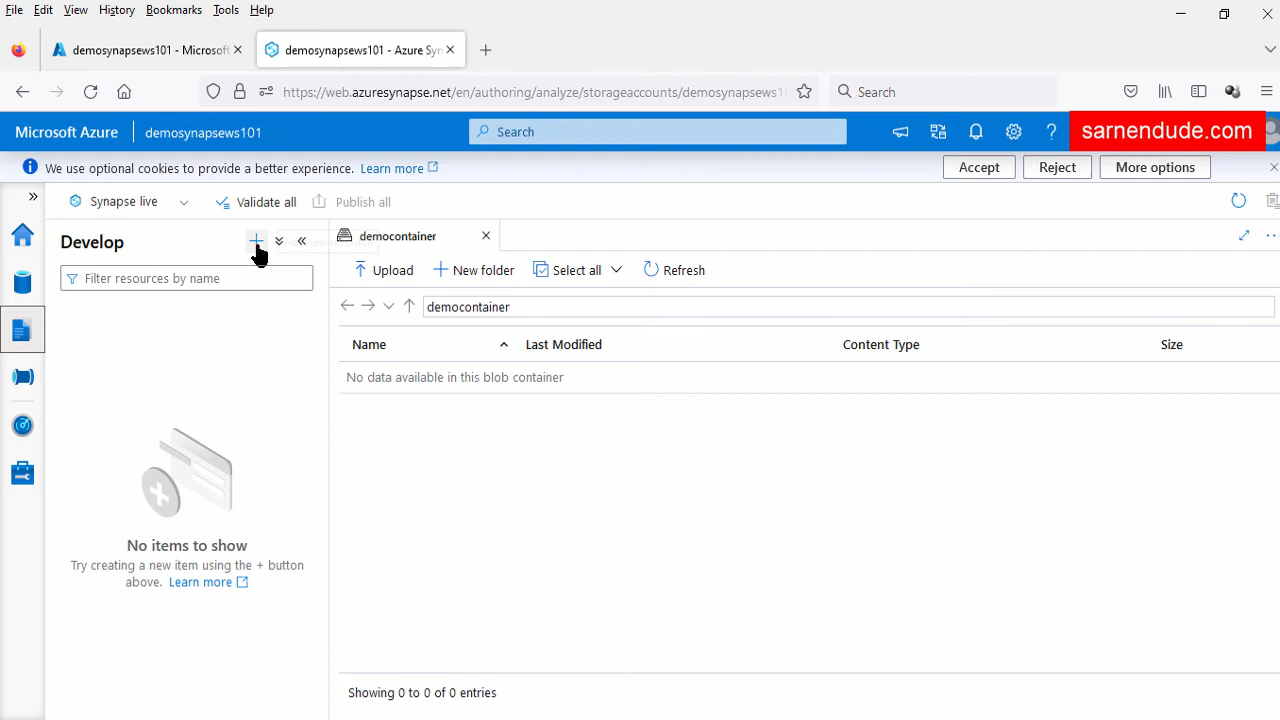 File Edit View History Bookmarks Tools Help
demosynapsews101 - Microsoft
demosynapsews101 - Azure Syn
https://web.azuresynapse.net/en/authoring/analyze/storageaccounts/demosynapsews1
Search
Microsoft Azure demosynapsews101
Search
sarnendude.com
We use optional cookies to provide a better experience. Learn more
Accept Reject More options
Synapse live Validate all Publish all
Develop
democontainer
Filter resources by name
Upload New folder Select all Refresh
democontainer
Name Last Modified Content Type Size
No data available in this blob container
No items to show
Try creating a new item using the + button
above. Learn more
Showing 0 to 0 of 0 entries